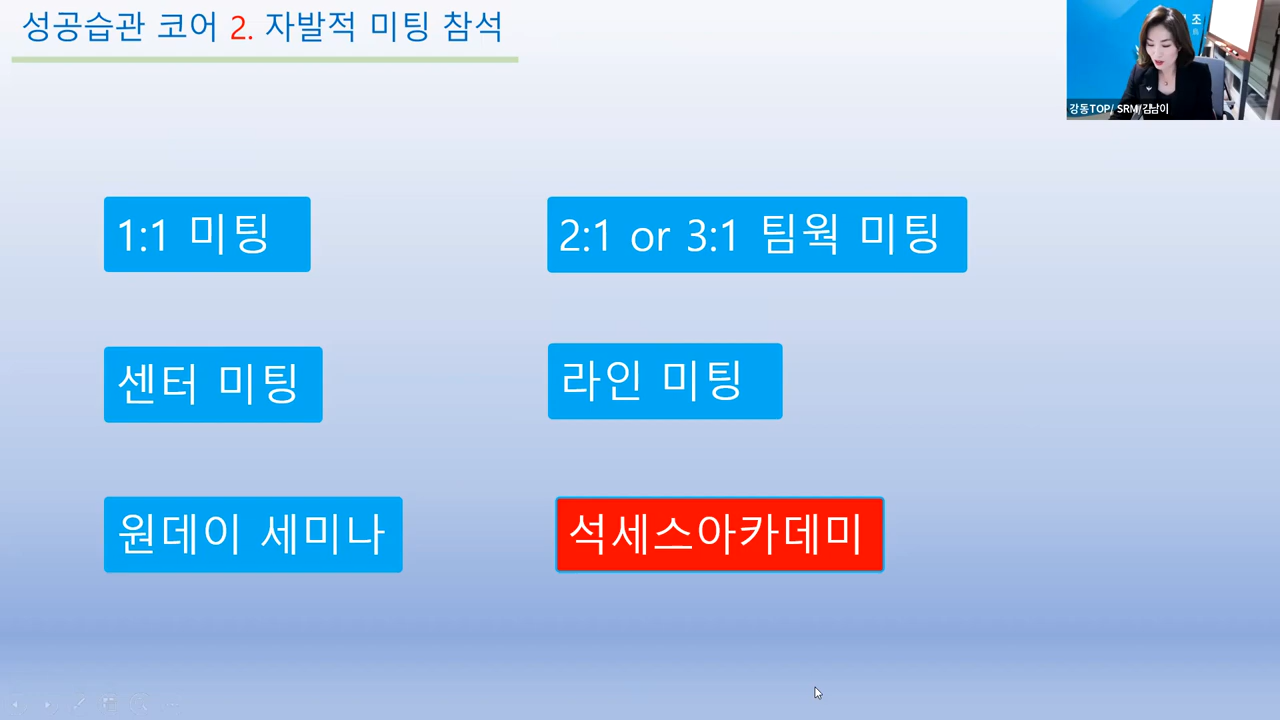 성공습관 코어 2. 자발적 미팅 참석
조
강동TOP/ SRM/김남이
1:1 미팅
2:1 or 3:1 팀웍 미팅
센터 미팅
라인 미팅
원데이 세미나
석세스아카데미